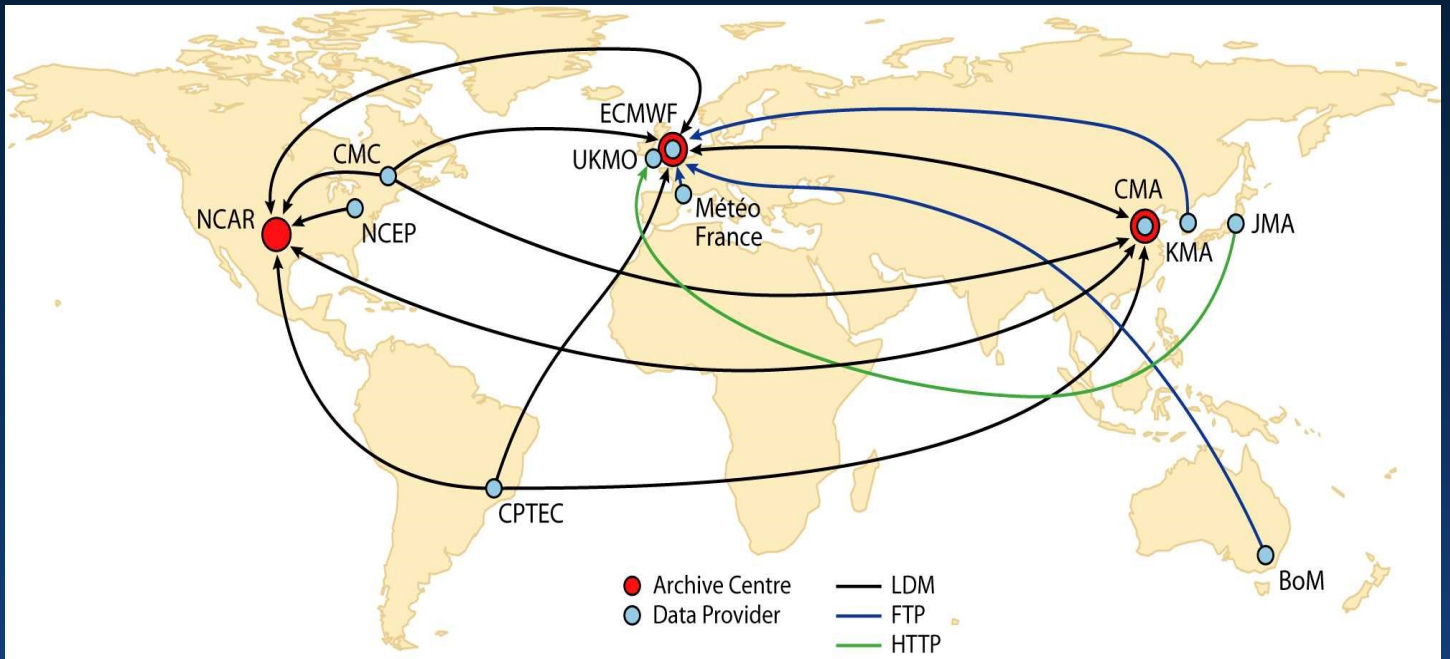 ECMWF
CMC
UKMO
NCAR
NCEP
Météo
France
CMA
KMA
JMA
CPTEC
BoM
Archive Centre
Data Provider
LDM
FTP
HTTP